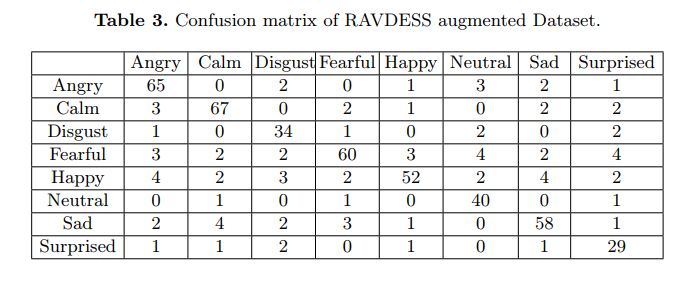 Table 3. Confusion matrix of RAVDESS augmented Dataset.
Angry Calm Disgust Fearful Happy Neutral Sad Surprised
Angry 65 0 2 0 1 3 2 1
Calm 3 67 0 2 1 0 2 2
Disgust 1 0 34 1 0 2 0 2
Fearful 3 2 2 60 3 4 2 4
Happy 4 2 3 2 52 2 4 2
Neutral 0 1 0 1 0 40 0 1
Sad 2 4 2 3 1 0 58 1
Surprised 1 1 2 0 1 0 1 29